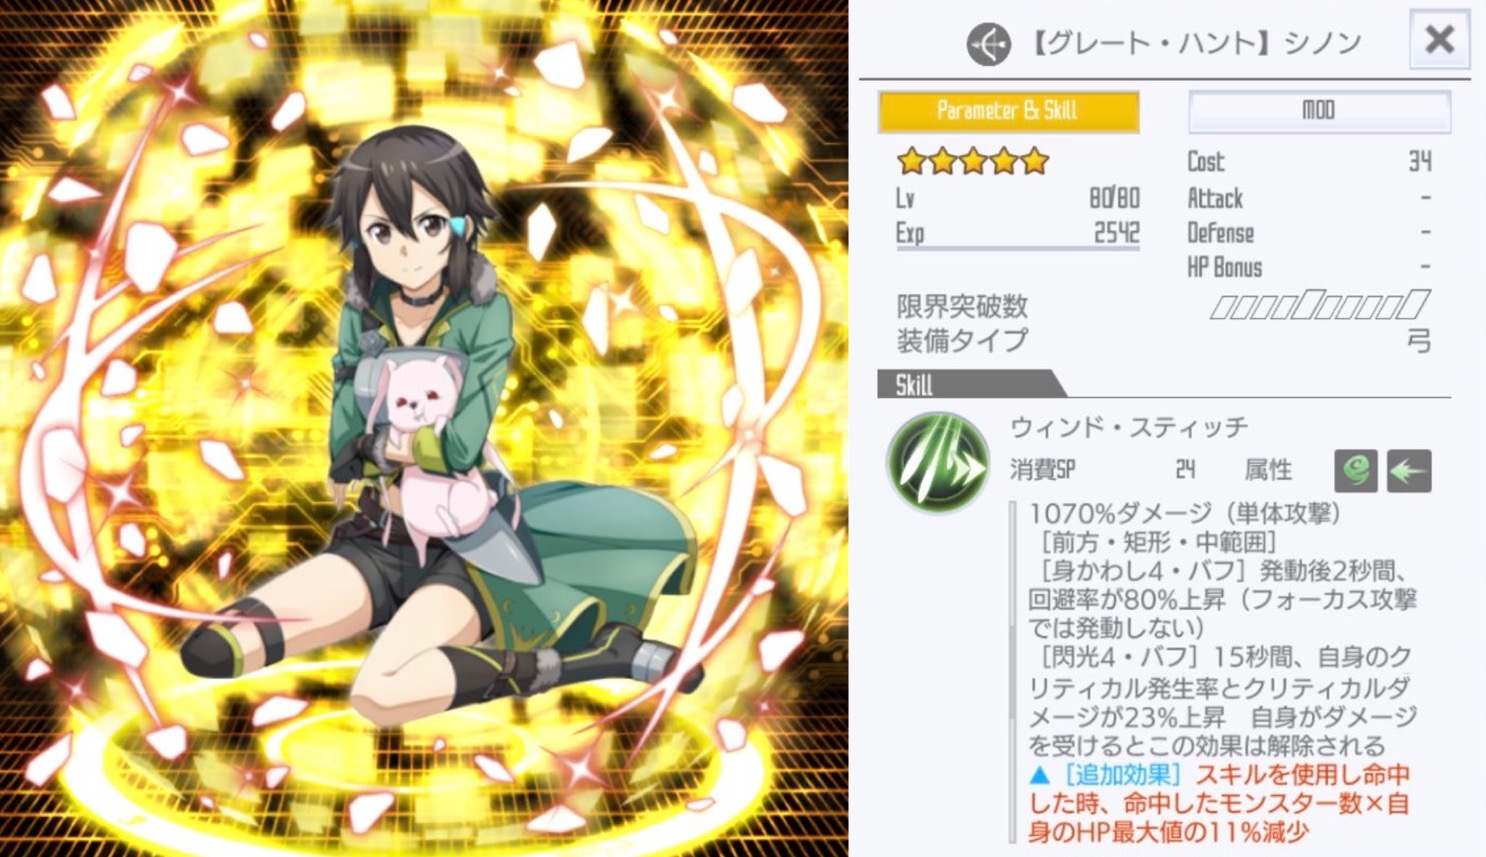 【グレート・ハント】シノン
Parameter & Skill
MOD
Lv 80/80
Exp 2542
Cost 34
Attack -
Defense -
HP Bonus -
限界突破数
装備タイプ 弓
Skill
ウィンド・スティッチ
消費SP 24 属性
1070%ダメージ（単体攻撃）
［前方・矩形・中範囲］
［身かわし4・バフ］発動後2秒間、
回避率が80%上昇（フォーカス攻撃
では発動しない）
［閃光4・バフ］15秒間、自身のク
リティカル発生率とクリティカルダ
メージが23%上昇　自身がダメージ
を受けるとこの効果は解除される
▲［追加効果］スキルを使用し命中
した時、命中したモンスター数×自
身のHP最大値の11%減少